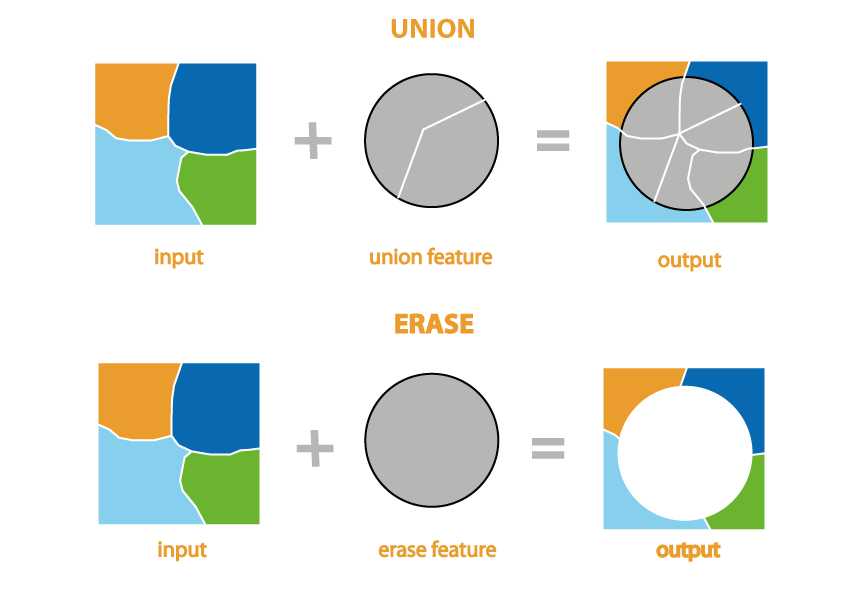 UNION
+
=
input
union feature
output
ERASE
+
=
input
erase feature
output